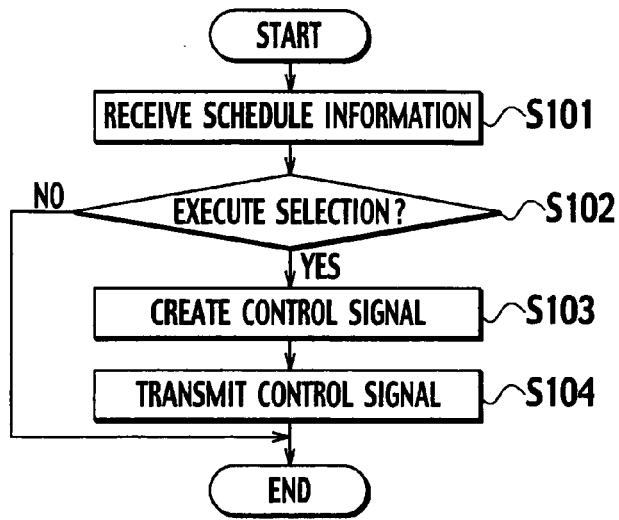 START
RECEIVE SCHEDULE INFORMATION
S101
NO
EXECUTE SELECTION?
S102
YES
CREATE CONTROL SIGNAL
S103
TRANSMIT CONTROL SIGNAL
S104
END